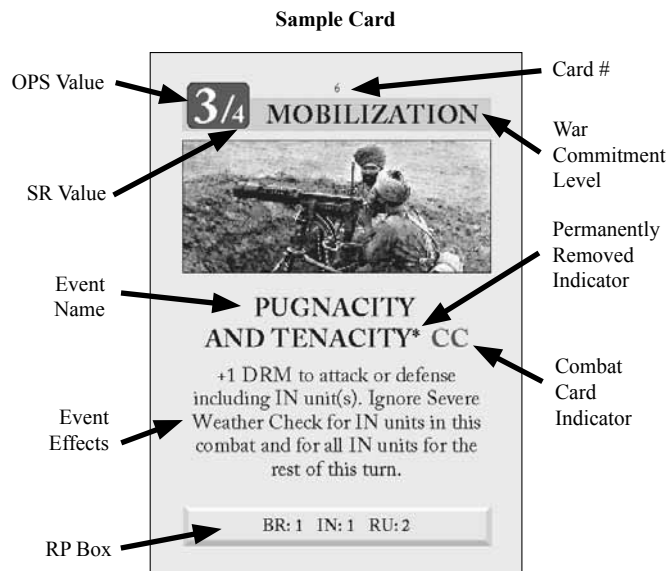 Sample Card
OPS Value
SR Value
Event
Name
Event
Effects
RP Box
3/4
6
MOBILIZATION
PUGNACITY
AND TENACITY* CC
+1 DRM to attack or defense
including IN unit(s). Ignore Severe
Weather Check for IN units in this
combat and for all IN units for the
rest of this turn.
BR: 1 IN: 1 RU: 2
Card #
War
Commitment
Level
Permanently
Removed
Indicator
Combat
Card
Indicator